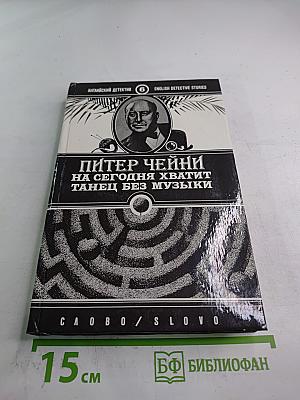 АНГЛИЙСКИЙ ДЕТЕКТИВ 6 ENGLISH DETECTIVE STORIES
ПИТЕР ЧЕЙНИ
НА СЕГОДНЯ ХВАТИТ
ТАНЕЦ БЕЗ МУЗЫКИ
СЛОВО / SLOVO
15 см
БФ БИБЛИОФАН